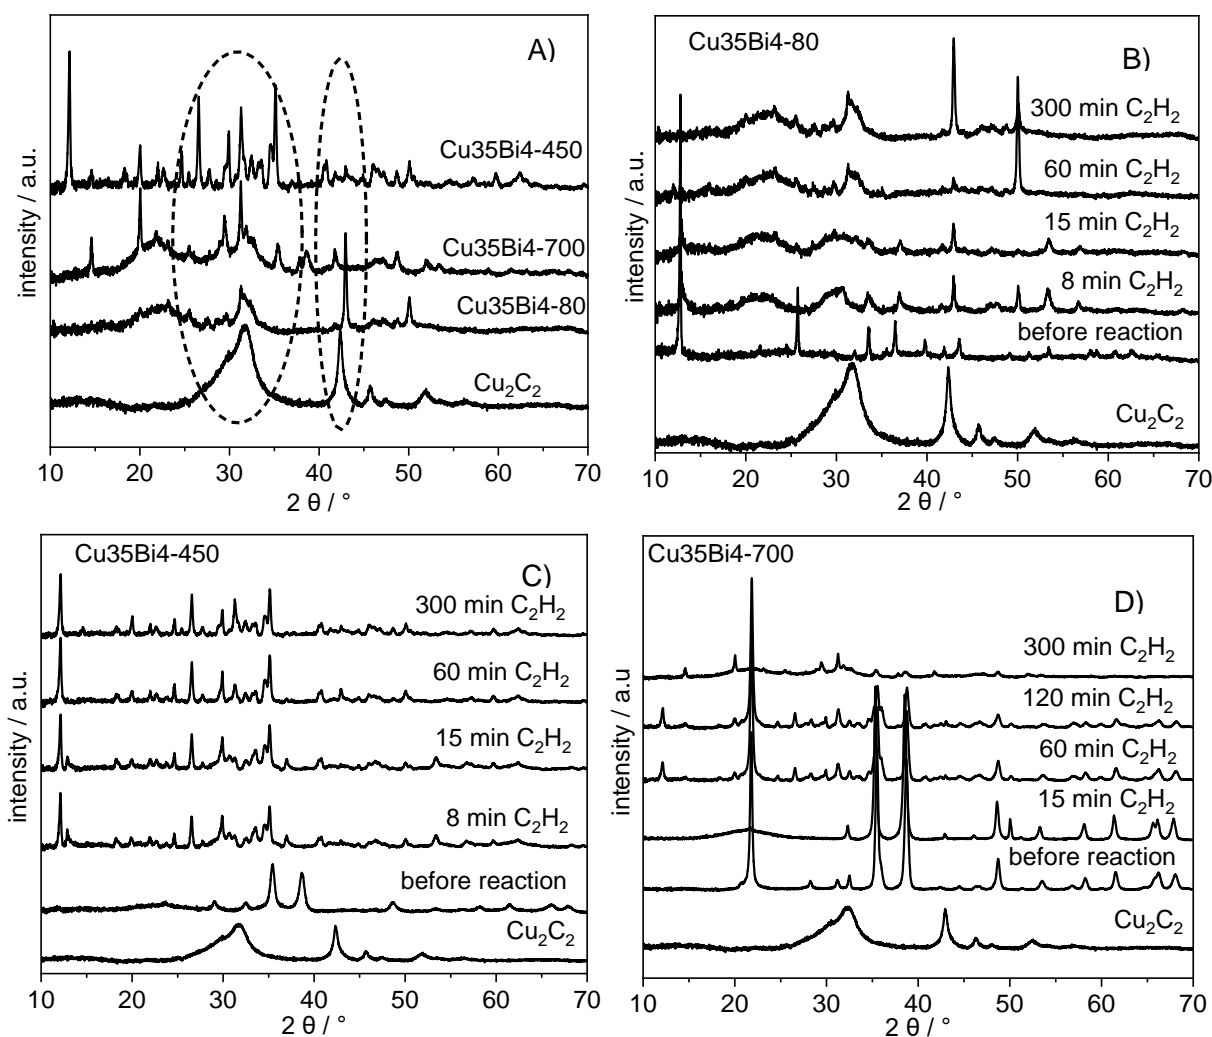 A)
Cu35Bi4-450
Cu35Bi4-700
Cu35Bi4-80
Cu₂C₂
intensity / a.u.
10 20 30 40 50 60 70
2 θ / °
Cu35Bi4-80
B)
300 min C₂H₂
60 min C₂H₂
15 min C₂H₂
8 min C₂H₂
before reaction
Cu₂C₂
intensity / a.u.
10 20 30 40 50 60 70
2 θ / °
Cu35Bi4-450
C)
300 min C₂H₂
60 min C₂H₂
15 min C₂H₂
8 min C₂H₂
before reaction
Cu₂C₂
intensity / a.u.
10 20 30 40 50 60 70
2 θ / °
Cu35Bi4-700
D)
300 min C₂H₂
120 min C₂H₂
60 min C₂H₂
15 min C₂H₂
before reaction
Cu₂C₂
intensity / a.u
10 20 30 40 50 60 70
2 θ / °